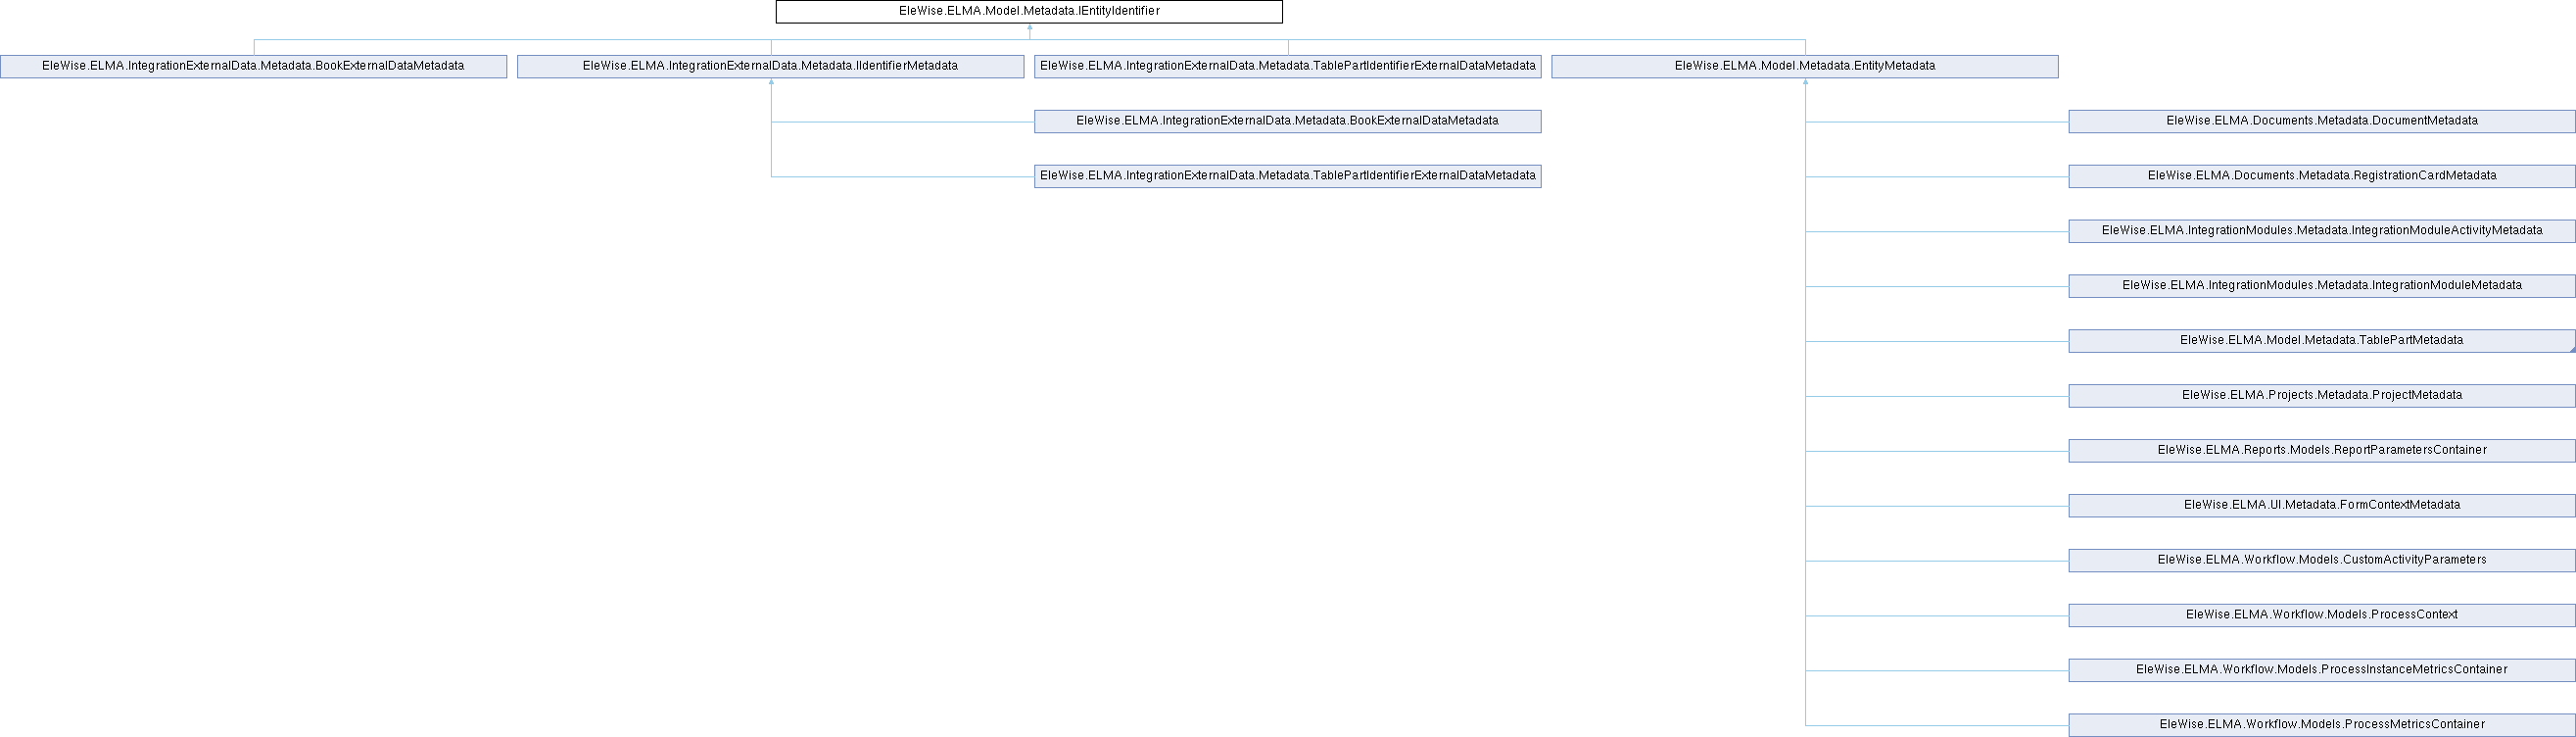 EleWise.ELMA.Model.Metadata.IEntityIdentifier
EleWise.ELMA.IntegrationExternalData.Metadata.BookExternalDataMetadata
EleWise.ELMA.IntegrationExternalData.Metadata.IIdentifierMetadata
EleWise.ELMA.IntegrationExternalData.Metadata.TablePartIdentifierExternalDataMetadata
EleWise.ELMA.Model.Metadata.EntityMetadata
EleWise.ELMA.IntegrationExternalData.Metadata.BookExternalDataMetadata
EleWise.ELMA.Documents.Metadata.DocumentMetadata
EleWise.ELMA.IntegrationExternalData.Metadata.TablePartIdentifierExternalDataMetadata
EleWise.ELMA.Documents.Metadata.RegistrationCardMetadata
EleWise.ELMA.IntegrationModules.Metadata.IntegrationModuleActivityMetadata
EleWise.ELMA.IntegrationModules.Metadata.IntegrationModuleMetadata
EleWise.ELMA.Model.Metadata.TablePartMetadata
EleWise.ELMA.Projects.Metadata.ProjectMetadata
EleWise.ELMA.Reports.Models.ReportParametersContainer
EleWise.ELMA.UI.Metadata.FormContextMetadata
EleWise.ELMA.Workflow.Models.CustomActivityParameters
EleWise.ELMA.Workflow.Models.ProcessContext
EleWise.ELMA.Workflow.Models.ProcessInstanceMetricsContainer
EleWise.ELMA.Workflow.Models.ProcessMetricsContainer